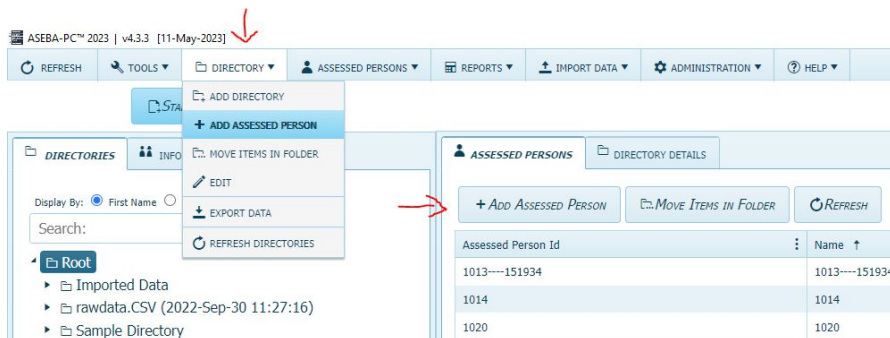 ASEBA-PC™ 2023 | v4.3.3 [11-May-2023]
REFRESH TOOLS ▼ DIRECTORY ▼ ASSESSED PERSONS ▼ REPORTS ▼ IMPORT DATA ▼ ADMINISTRATION ▼ HELP ▼
ADD DIRECTORY
+ ADD ASSESSED PERSON
MOVE ITEMS IN FOLDER
EDIT
EXPORT DATA
REFRESH DIRECTORIES
DIRECTORIES
Display By: First Name
Search:
Root
Imported Data
rawdata.CSV (2022-Sep-30 11:27:16)
Sample Directory
ASSESSED PERSONS DIRECTORY DETAILS
+ ADD ASSESSED PERSON MOVE ITEMS IN FOLDER REFRESH
Assessed Person Id Name ↑
1013----151934 1013----151934
1014 1014
1020 1020